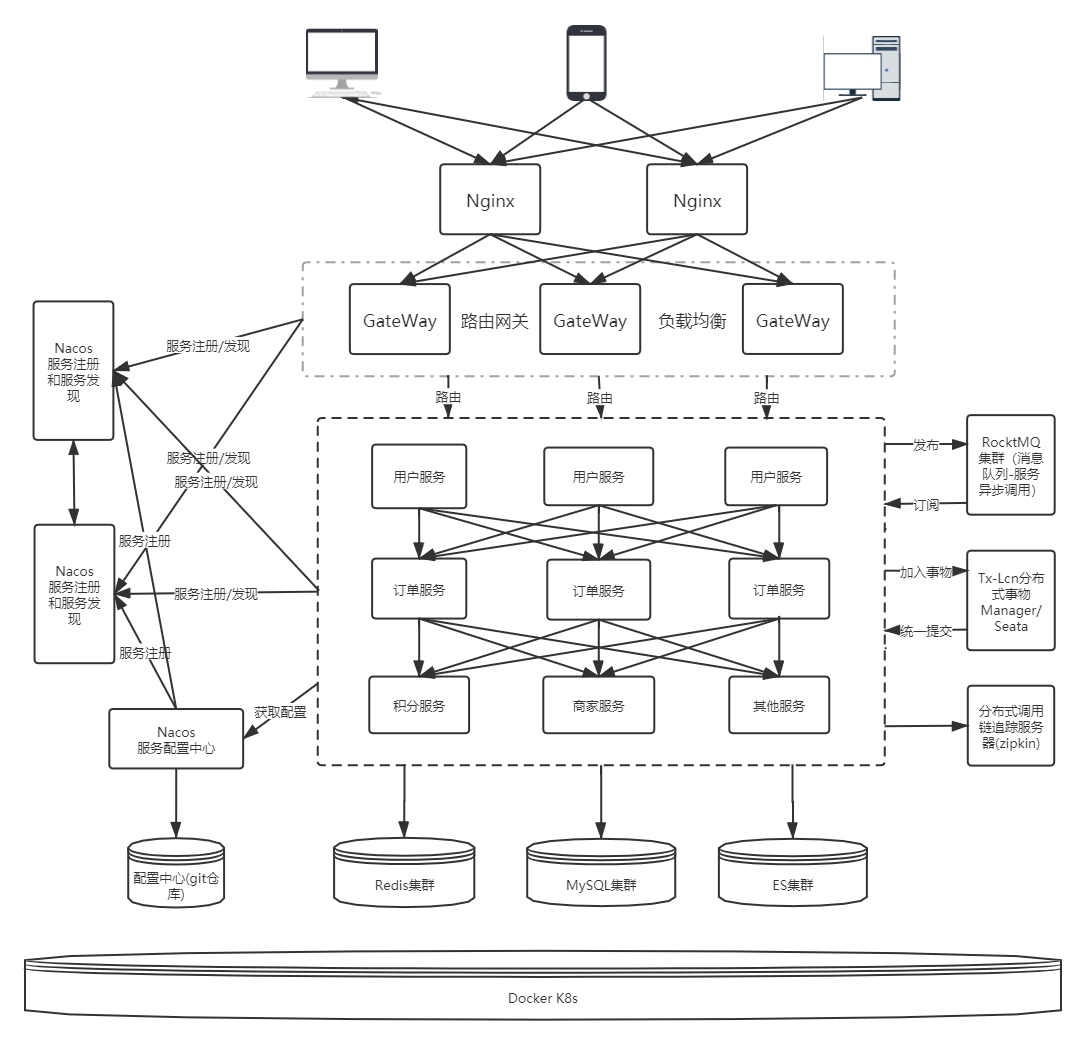 Nginx
Nginx
GateWay
路由网关
GateWay
负载均衡
GateWay
Nacos
服务注册
和服务发
现
服务注册/发现
路由
路由
路由
服务注册/发现
服务注册/发现
用户服务
用户服务
用户服务
发布
RocktMQ
集群（消息
队列-服务
异步调用）
订阅
服务注册
Nacos
服务注册
和服务发
现
服务注册/发现
订单服务
订单服务
订单服务
加入事物
Tx-Lcn分布
式事物
Manager/
Seata
统一提交
服务注册
获取配置
积分服务
商家服务
其他服务
分布式调用
链追踪服务
器(zipkin)
Nacos
服务配置中心
配置中心(git仓
库)
Redis集群
MySQL集群
ES集群
Docker K8s